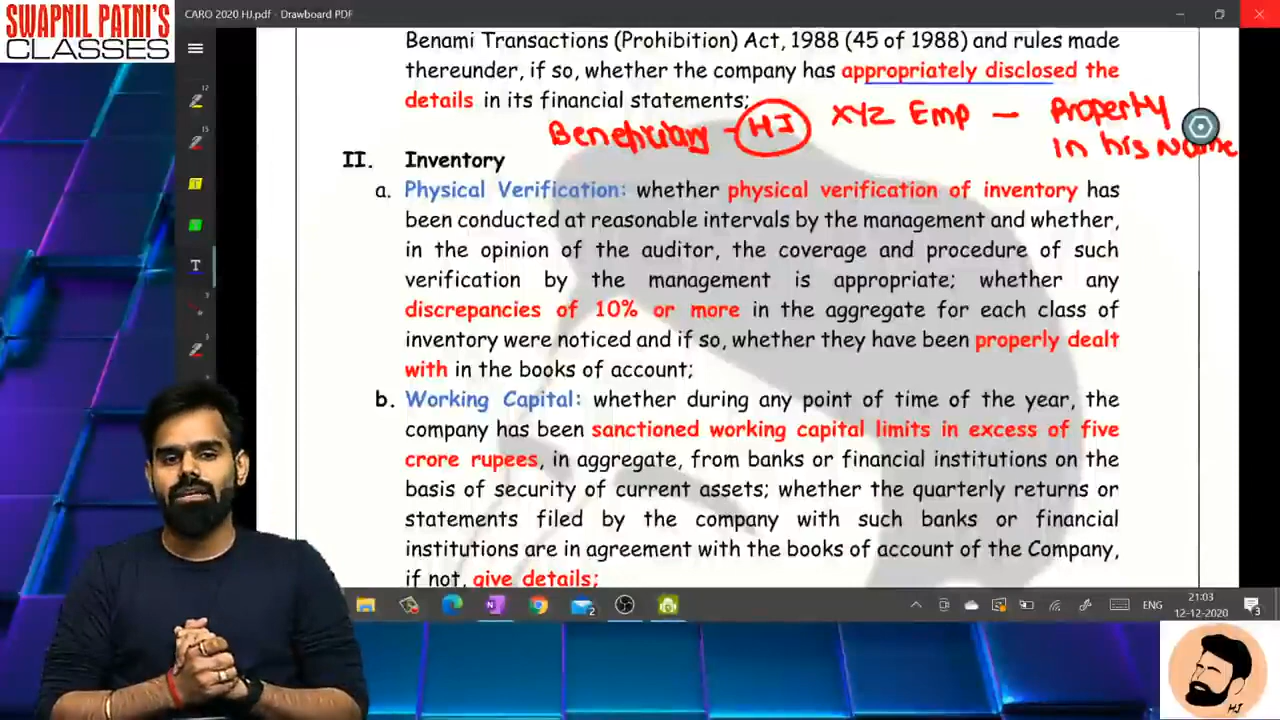 SWAPNIL PATNI'S
CLASSES
CARO 2020 HJ.pdf - Drawboard PDF
Benami Transactions (Prohibition) Act, 1988 (45 of 1988) and rules made
thereunder, if so, whether the company has appropriately disclosed the
details in its financial statements;
Beneficiary - HJ XYZ Emp - Property
in his Name
II. Inventory
a. Physical Verification: whether physical verification of inventory has
been conducted at reasonable intervals by the management and whether,
in the opinion of the auditor, the coverage and procedure of such
verification by the management is appropriate; whether any
discrepancies of 10% or more in the aggregate for each class of
inventory were noticed and if so, whether they have been properly dealt
with in the books of account;
b. Working Capital: whether during any point of time of the year, the
company has been sanctioned working capital limits in excess of five
crore rupees, in aggregate, from banks or financial institutions on the
basis of security of current assets; whether the quarterly returns or
statements filed by the company with such banks or financial
institutions are in agreement with the books of account of the Company,
if not, give details;
12
15
T
2
ENG
21:03
12-12-2020
3
HJ